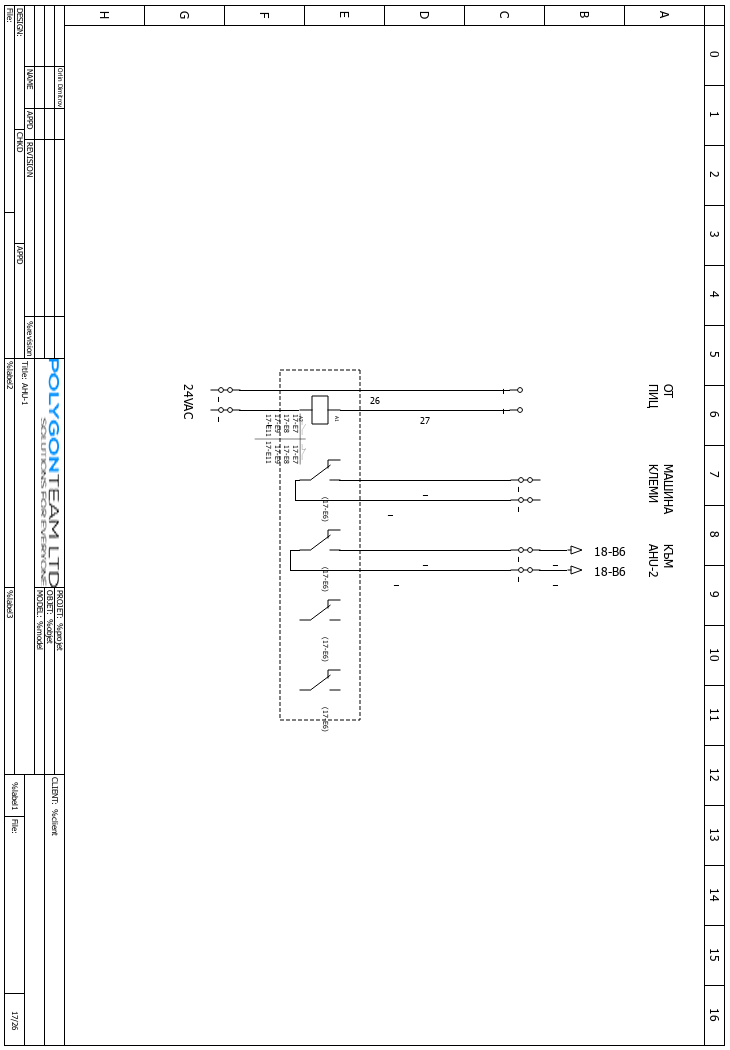 0
1
2
3
4
5
6
7
8
9
10
11
12
13
14
15
16
A
B
C
D
E
F
G
H
ОТ
ПИЦ
МАШИНА
КЛЕМИ
КЪМ
AHU-2
18-B6
18-B6
26
27
24VAC
A1
A2
17-E7 17-E7
17-E8 17-E8
17-E9 17-E9
17-E11 17-E11
(17-E6)
(17-E6)
(17-E6)
(17-E6)
Orlin Dimitrov
NAME APPD REVISION %revision
DESIGN: CHKD APPD
File:
POLYGONTEAM LTD
SOLUTIONS FOR EVERYONE
Title: AHU-1
%label2
PROJET: %projet
OBJET: %objet
MODEL: %model
%label3
CLIENT: %client
%label1 File:
17/26